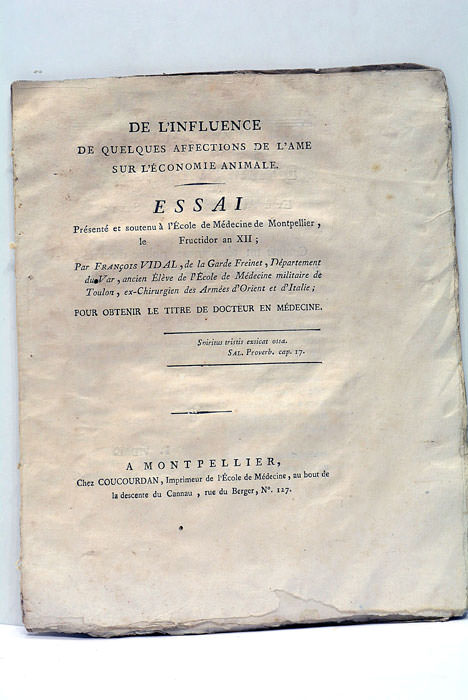 DE L'INFLUENCE
DE QUELQUES AFFECTIONS DE L'AME
SUR L'ÉCONOMIE ANIMALE.
ESSAI
Présenté et soutenu à l'École de Médecine de Montpellier,
le Fructidor an XII;
Par FRANÇOIS VIDAL, de la Garde Freinet, Département
du Var, ancien Élève de l'École de Médecine militaire de
Toulon, ex-Chirurgien des Armées d'Orient et d'Italie;
POUR OBTENIR LE TITRE DE DOCTEUR EN MÉDECINE.
Spiritus tristis exsicat ossa.
SAL. Proverb. cap. 17.
A MONTPELLIER,
Chez COUCOURDAN, Imprimeur de l'École de Médecine, au bout de
la descente du Cannau, rue du Berger, N°. 127.